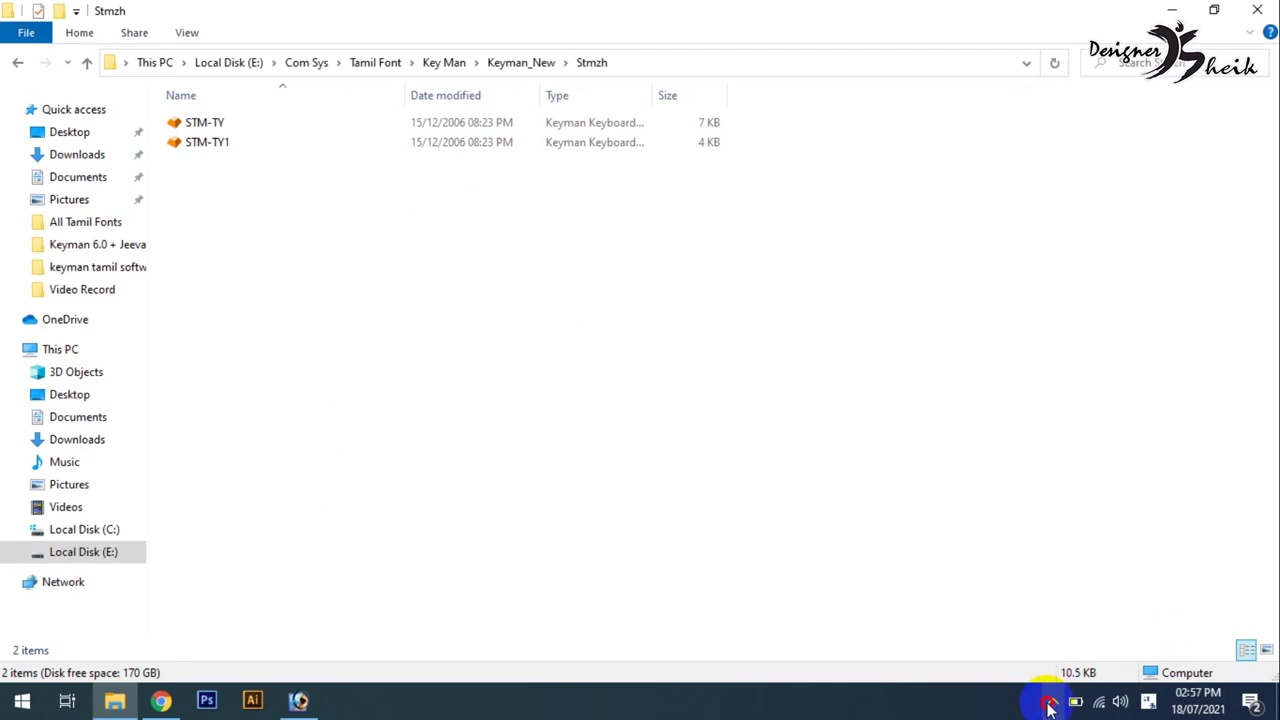 Stmzh
File Home Share View
This PC > Local Disk (E:) > Com Sys > Tamil Font > Key Man > Keyman_New > Stmzh
Designer
Sheik
Name Date modified Type Size
STM-TY 15/12/2006 08:23 PM Keyman Keyboard... 7 KB
STM-TY1 15/12/2006 08:23 PM Keyman Keyboard... 4 KB
Quick access
Desktop
Downloads
Documents
Pictures
All Tamil Fonts
Keyman 6.0 + Jeeva
keyman tamil softw
Video Record
OneDrive
This PC
3D Objects
Desktop
Documents
Downloads
Music
Pictures
Videos
Local Disk (C:)
Local Disk (E:)
Network
2 items
2 items (Disk free space: 170 GB) 10.5 KB Computer
Ps Ai
02:57 PM
18/07/2021
2